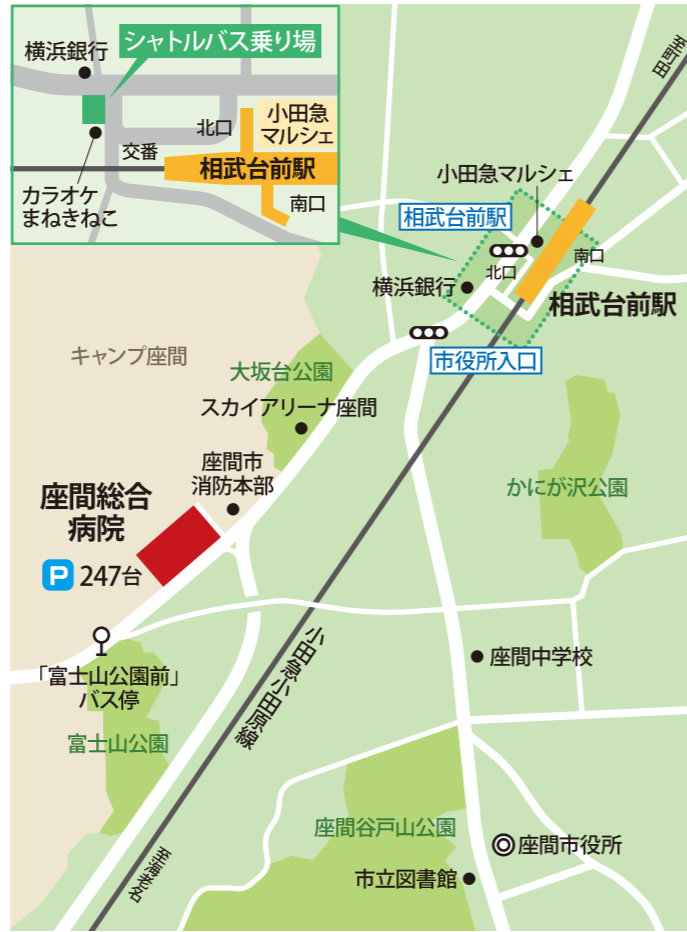 シャトルバス乗り場
横浜銀行
北口
小田急
マルシェ
交番
相武台前駅
カラオケ
まねきねこ
南口
至町田
小田急マルシェ
相武台前駅
北口
南口
横浜銀行
相武台前駅
市役所入口
キャンプ座間
大坂台公園
スカイアリーナ座間
座間市
消防本部
かにが沢公園
座間総合
病院
P 247台
小田急小田原線
座間中学校
「富士山公園前」
バス停
富士山公園
座間谷戸山公園
座間市役所
至海老名
市立図書館